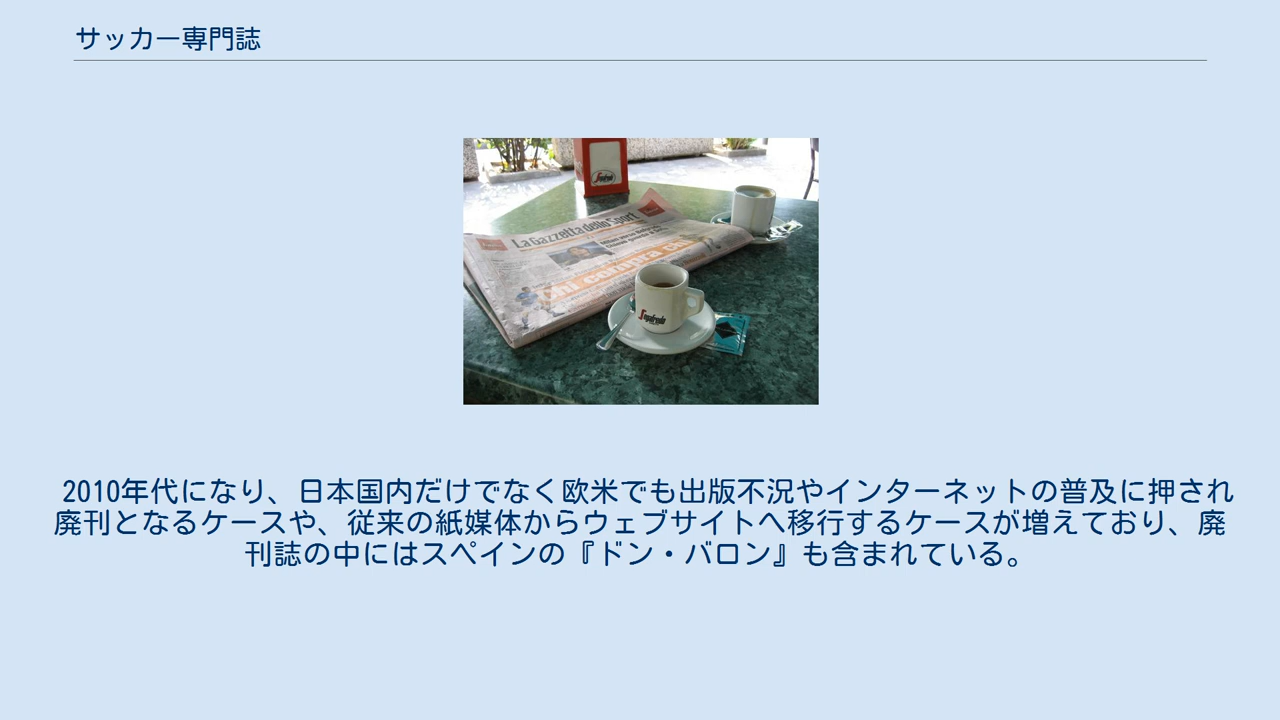 サッカー専門誌
La Gazzetta dello Sport
Segafredo
2010年代になり、日本国内だけでなく欧米でも出版不況やインターネットの普及に押され
廃刊となるケースや、従来の紙媒体からウェブサイトへ移行するケースが増えており、廃
刊誌の中にはスペインの『ドン・バロン』も含まれている。